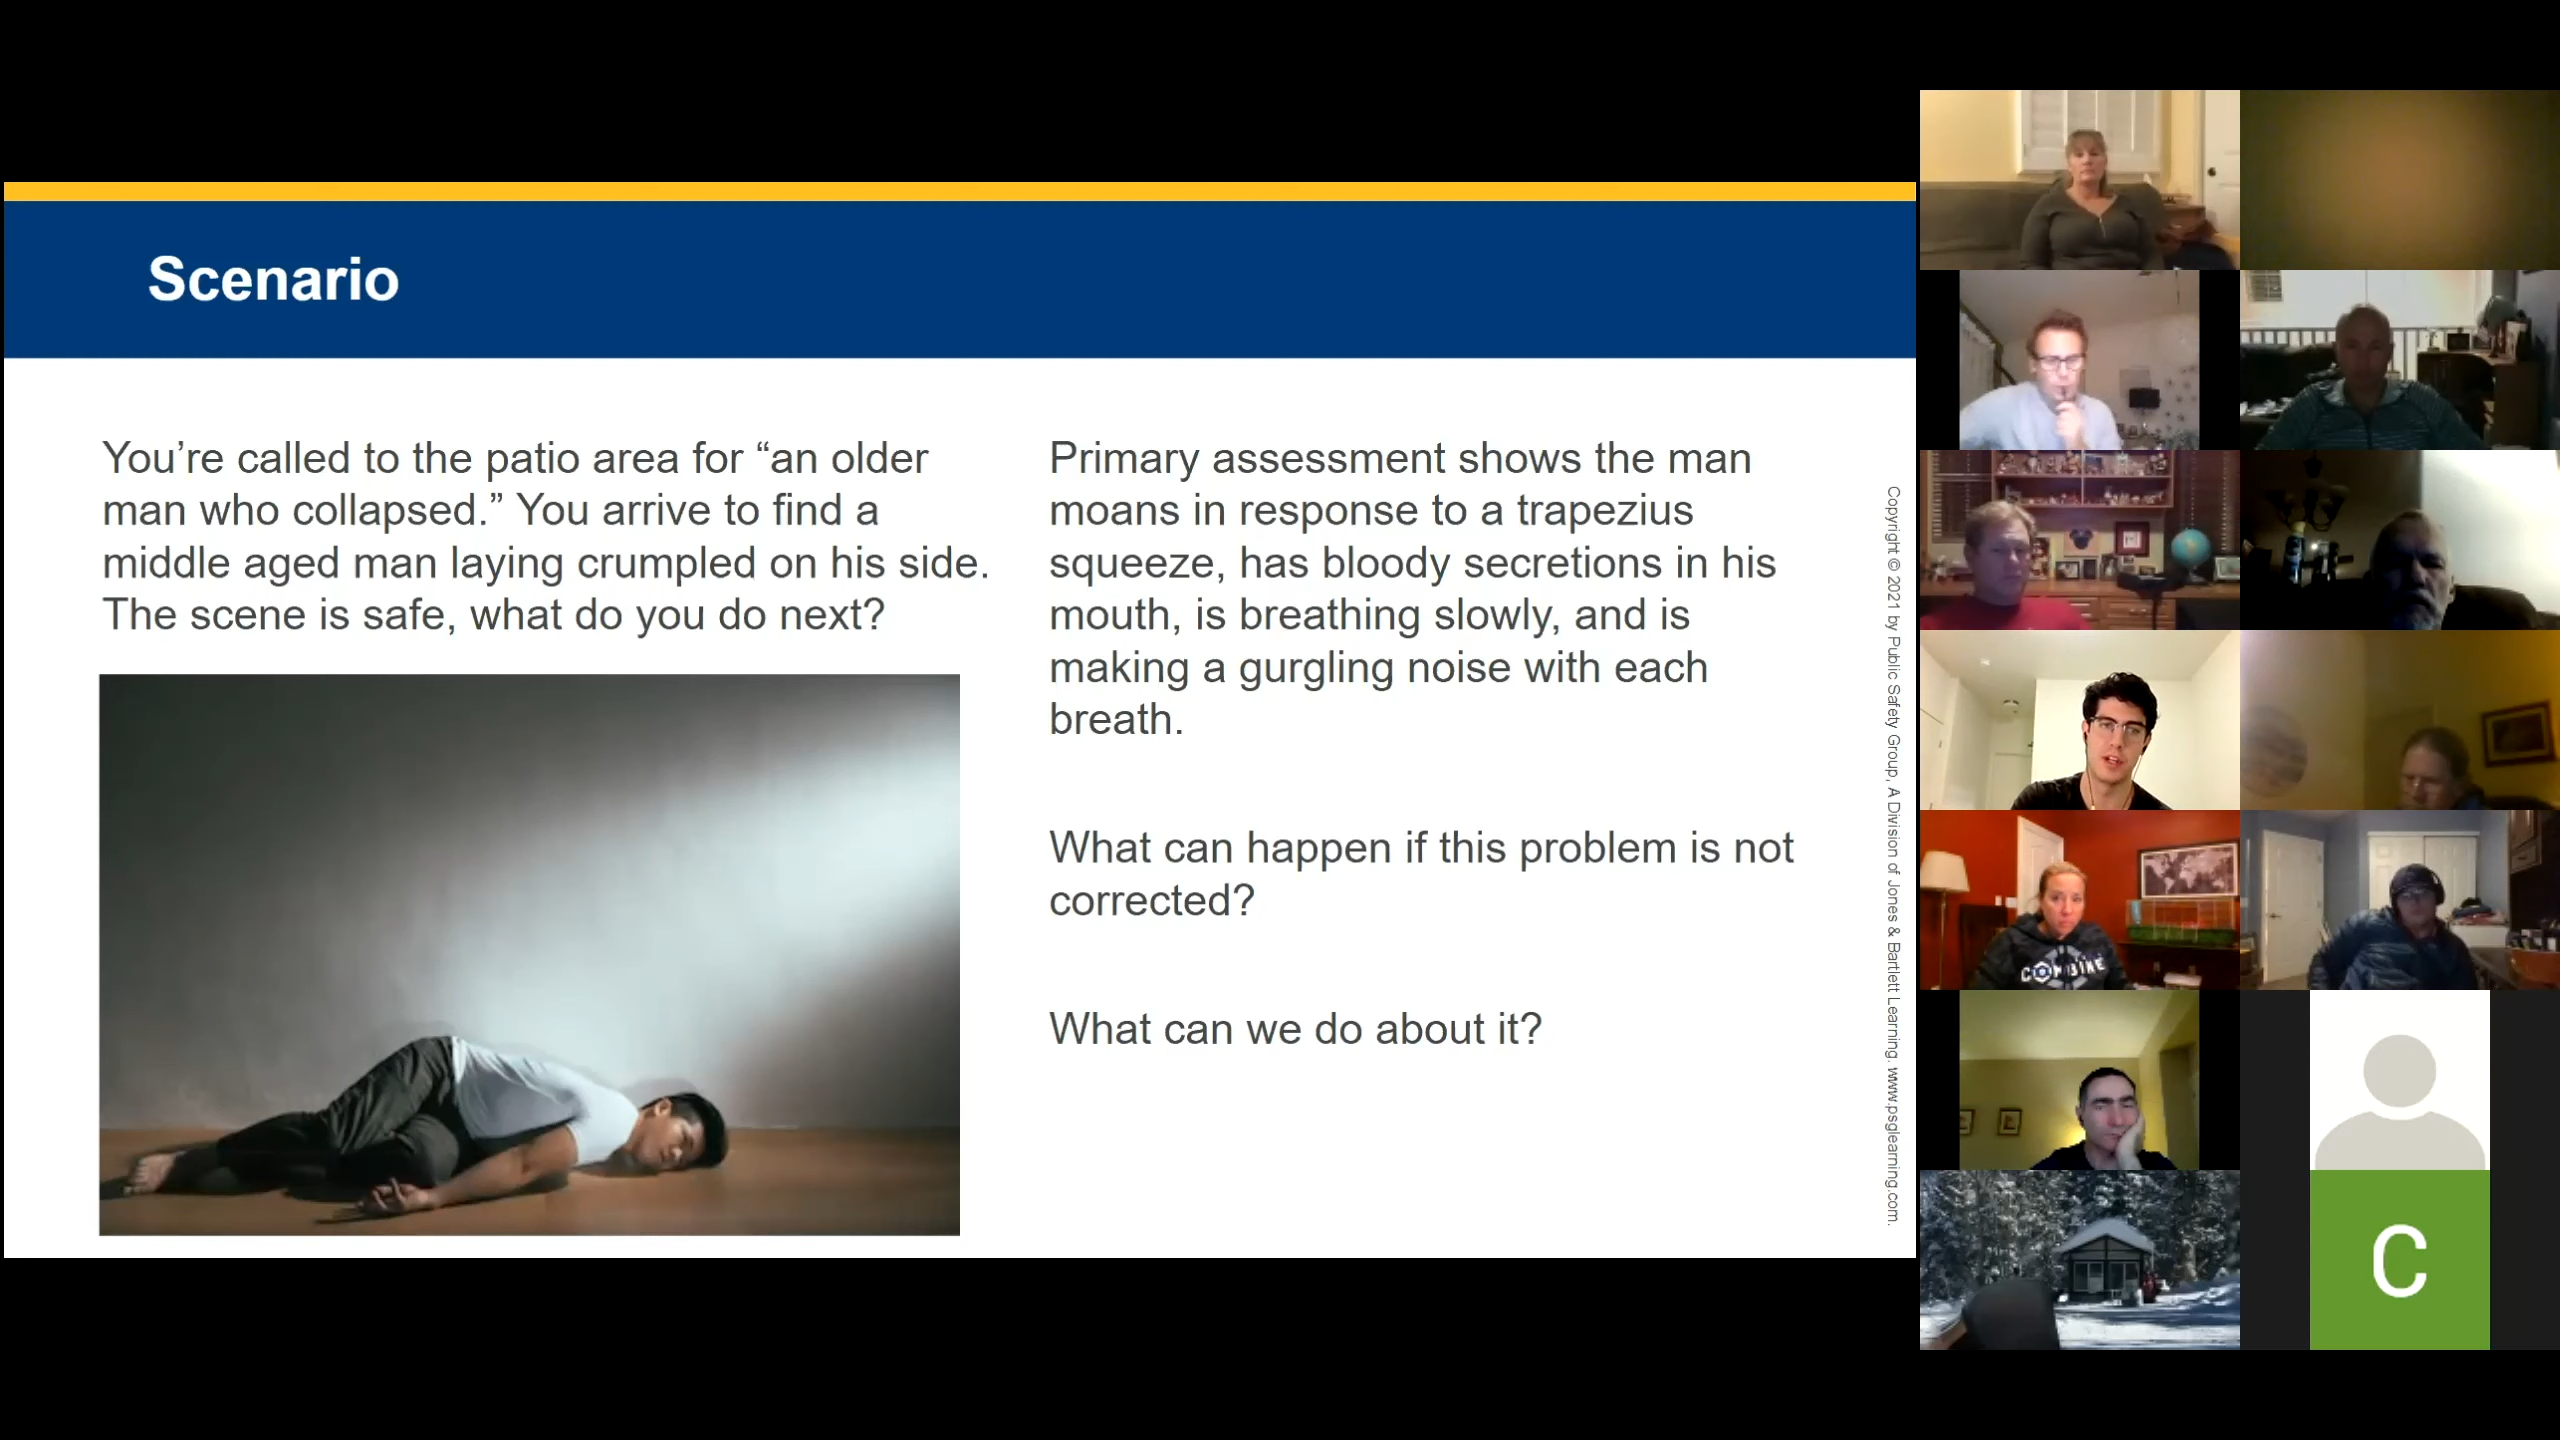 Scenario
You’re called to the patio area for “an older
man who collapsed.” You arrive to find a
middle aged man laying crumpled on his side.
The scene is safe, what do you do next?
Primary assessment shows the man
moans in response to a trapezius
squeeze, has bloody secretions in his
mouth, is breathing slowly, and is
making a gurgling noise with each
breath.
What can happen if this problem is not
corrected?
What can we do about it?
Copyright © 2021 by Public Safety Group, A Division of Jones & Bartlett Learning. www.psglearning.com.
COMBINE
C